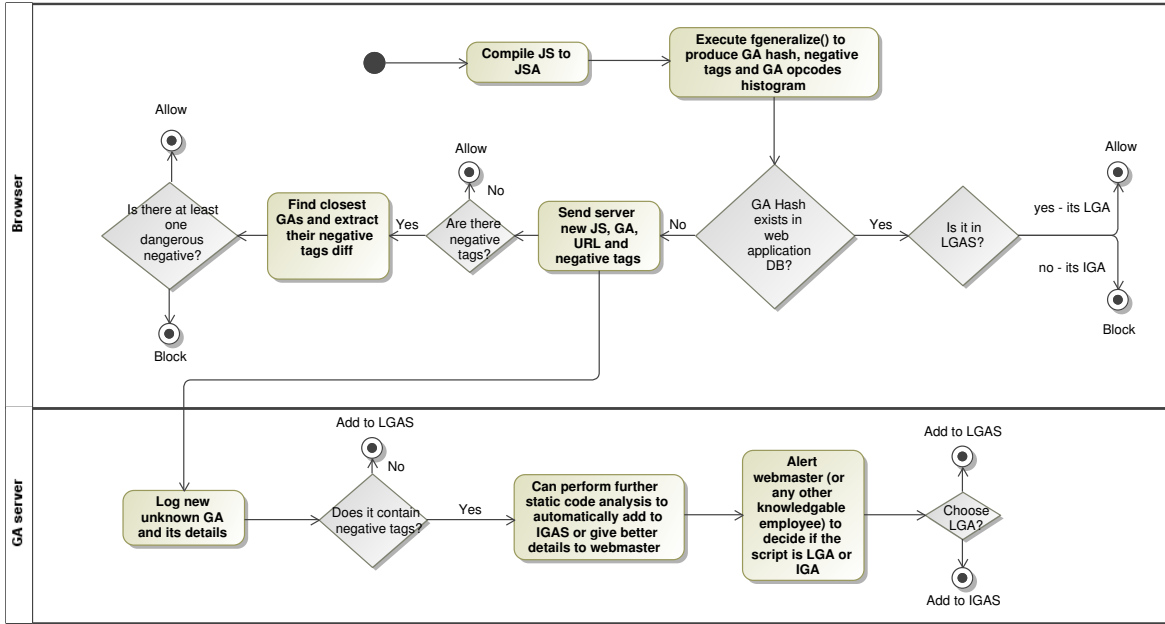 Browser
Compile JS to
JSA
Execute fgeneralize() to
produce GA hash, negative
tags and GA opcodes
histogram
Allow
Is there at least
one
dangerous
negative?
Block
Find closest
GAs and extract
their negative
tags diff
Yes
Allow
No
Are there
negative
tags?
Send server
new JS, GA,
URL and
negative tags
No
GA Hash
exists in
web
application
DB?
Yes
Is it in
LGAS?
Allow
yes - its LGA
no - its IGA
Block
GA server
Log new
unknown GA
and its details
Add to LGAS
No
Does it contain
negative tags?
Yes
Can perform further
static code analysis to
automatically add to
IGAS or give better
details to webmaster
Alert
webmaster (or
any other
knowledgable
employee) to
decide if the
script is LGA or
IGA
Add to LGAS
Choose
LGA?
Add to IGAS